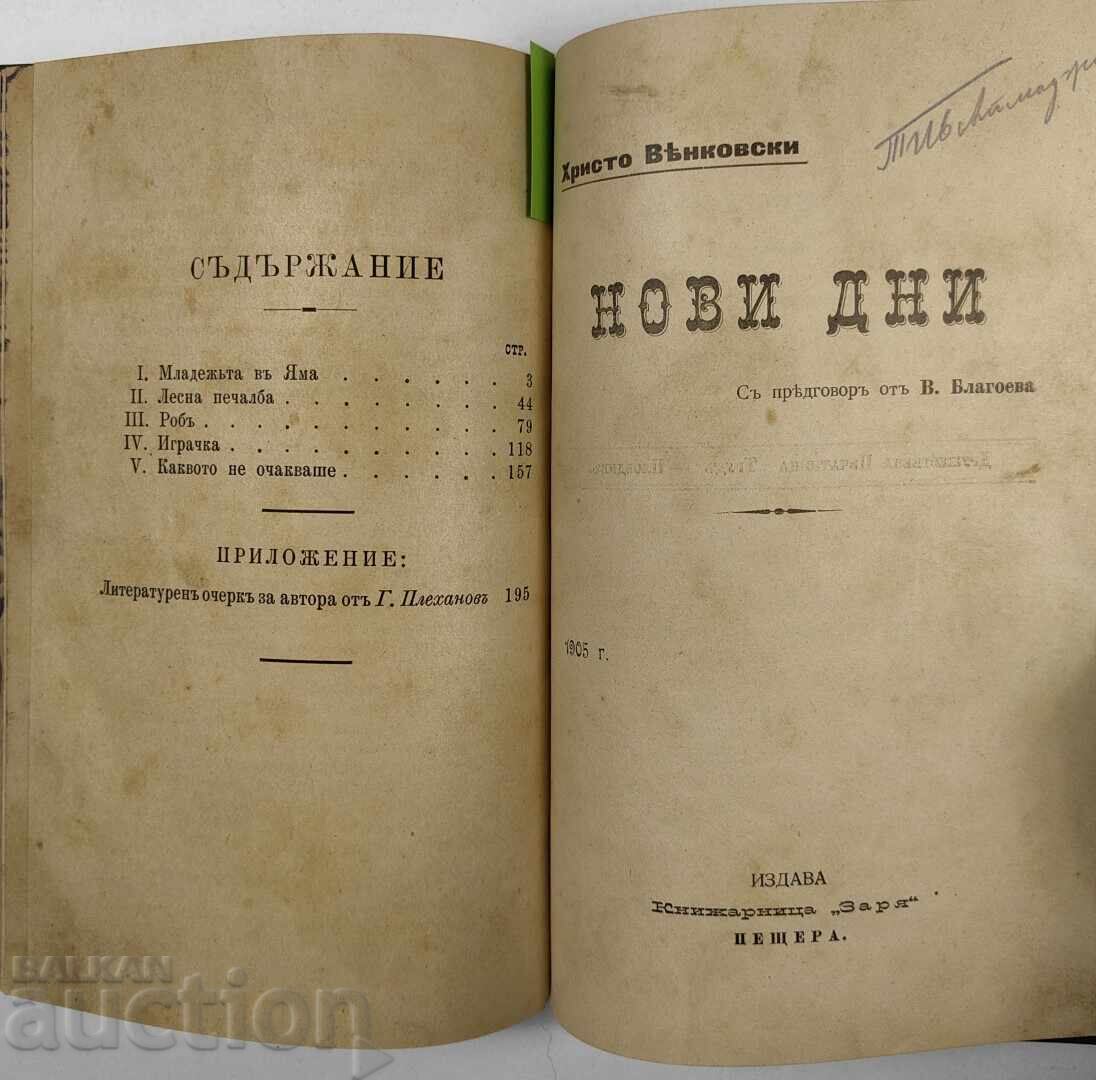 СЪДЪРЖАНИЕ
СТР.
I. Младежьта въ Яма . . . . . . 3
II. Лесна печалба . . . . . . . . 44
III. Робъ . . . . . . . . . . . 79
IV. Играчка . . . . . . . . . . 118
V. Каквото не очакваше . . . . . . 157
ПРИЛОЖЕНИЕ:
Литературенъ очеркъ за автора отъ Г. Плехановъ 195
Христо Вѣнковски
НОВИ ДНИ
Съ прѣдговоръ отъ В. Благоева
1905 г.
ИЗДАВА
Книжарница „Заря“
ПЕЩЕРА.
BALKAN
auction